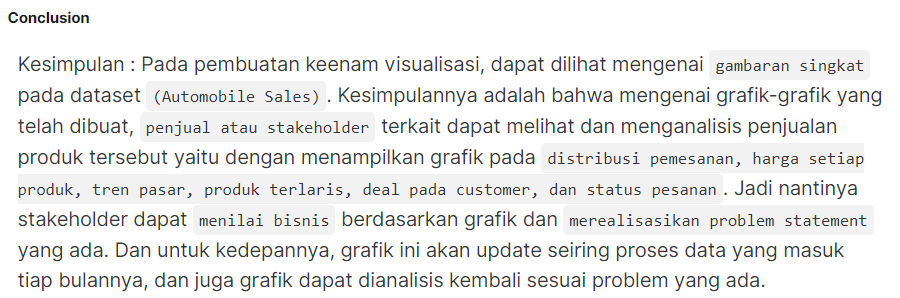 Conclusion
Kesimpulan : Pada pembuatan keenam visualisasi, dapat dilihat mengenai gambaran singkat
pada dataset (Automobile Sales) . Kesimpulannya adalah bahwa mengenai grafik-grafik yang
telah dibuat, penjual atau stakeholder terkait dapat melihat dan menganalisis penjualan
produk tersebut yaitu dengan menampilkan grafik pada distribusi pemesanan, harga setiap
produk, tren pasar, produk terlaris, deal pada customer, dan status pesanan . Jadi nantinya
stakeholder dapat menilai bisnis berdasarkan grafik dan merealisasikan problem statement
yang ada. Dan untuk kedepannya, grafik ini akan update seiring proses data yang masuk
tiap bulannya, dan juga grafik dapat dianalisis kembali sesuai problem yang ada.